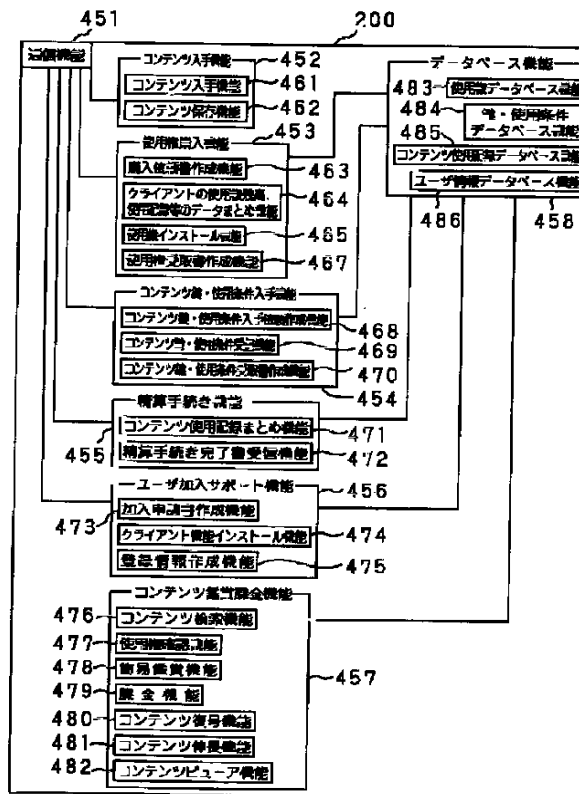 451
200
通信機能
452
コンテンツ入手機能
461
コンテンツ入手機能
462
コンテンツ保存機能
453
使用権購入機能
463
購入依頼書作成機能
464
クライアントの使用権残高、
使用記録等のデータまとめ機能
465
使用権インストール機能
467
使用権受取書作成機能
データベース機能
483
使用権データベース機能
484
鍵・使用条件
データベース機能
485
コンテンツ使用記録データベース機能
ユーザ情報データベース機能
486
458
コンテンツ鍵・使用条件入手機能
コンテンツ鍵・使用条件入手依頼書作成機能
468
コンテンツ鍵・使用条件受信機能
469
コンテンツ鍵・使用条件受取書作成機能
470
454
精算手続き機能
455
コンテンツ使用記録まとめ機能
471
精算手続き完了書受信機能
472
ユーザ加入サポート機能
456
473
加入申請書作成機能
クライアント機能インストール機能
474
登録情報作成機能
475
コンテンツ鑑賞課金機能
476
コンテンツ検索機能
477
使用権確認機能
478
簡易鑑賞機能
457
479
課金機能
480
コンテンツ復号機能
481
コンテンツ伸長機能
482
コンテンツビューア機能